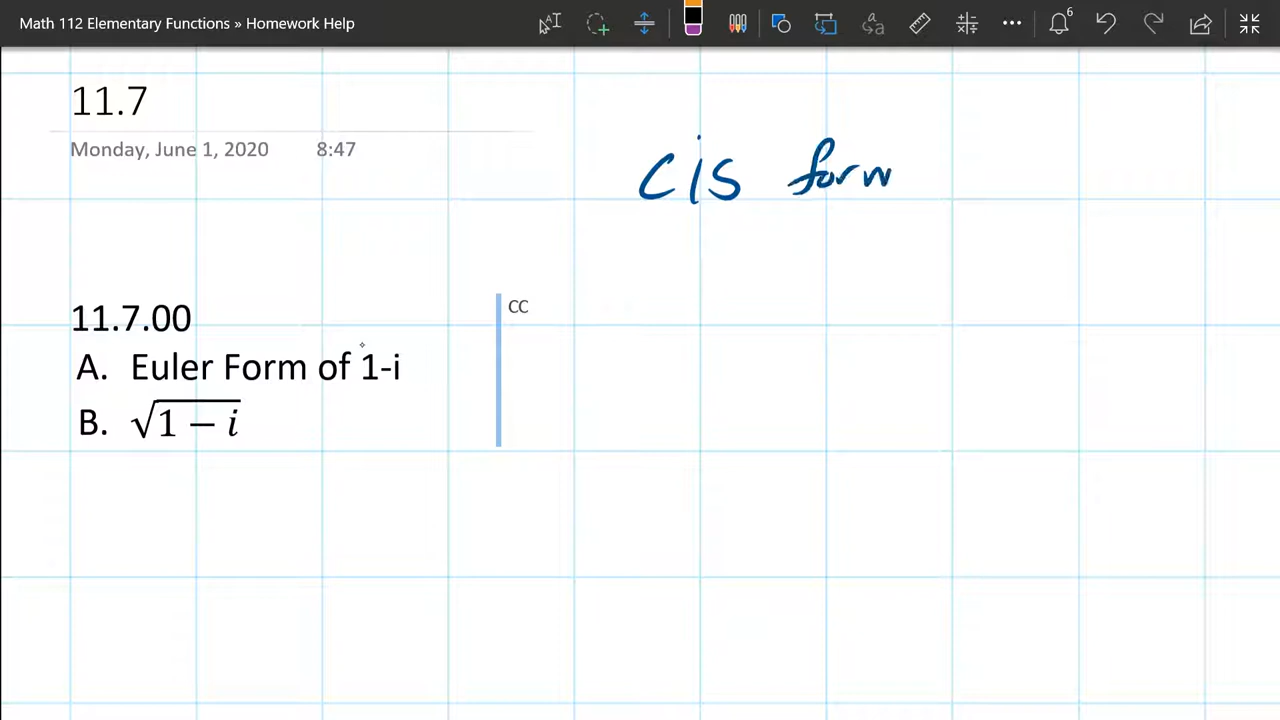 Math 112 Elementary Functions » Homework Help
6
11.7
Monday, June 1, 2020 8:47
cis form
11.7.00
A. Euler Form of 1-i
B. √1 − i
CC